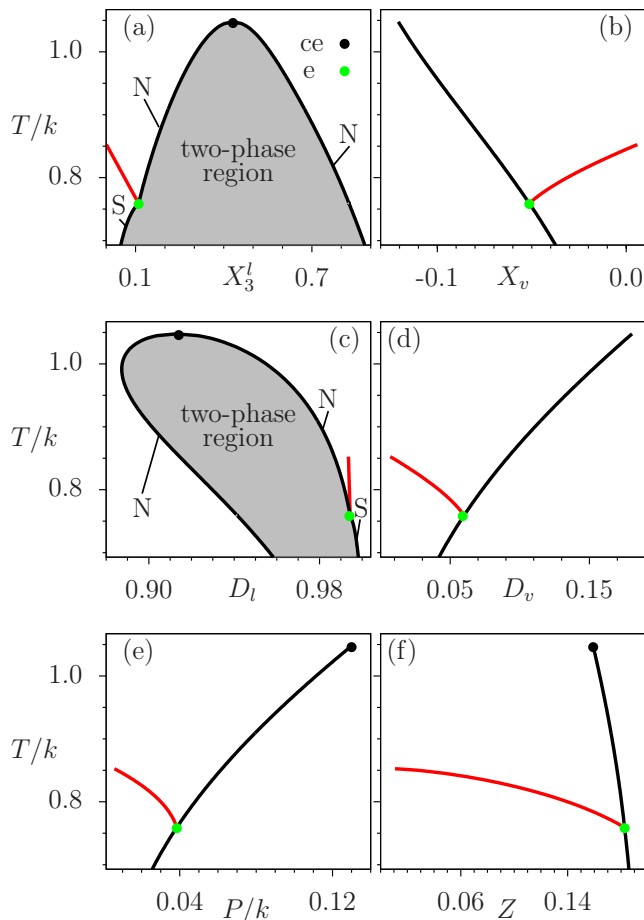 (a)
ce
(b)
1.0
e
N
N
T/k
two-phase
region
0.8
S
0.1
X₃ˡ
0.7
-0.1
Xᵥ
0.0
(c)
(d)
1.0
N
two-phase
region
T/k
N
0.8
S
0.90
D_l
0.98
0.05
D_v
0.15
(e)
(f)
1.0
T/k
0.8
0.04
P/k
0.12
0.06
Z
0.14